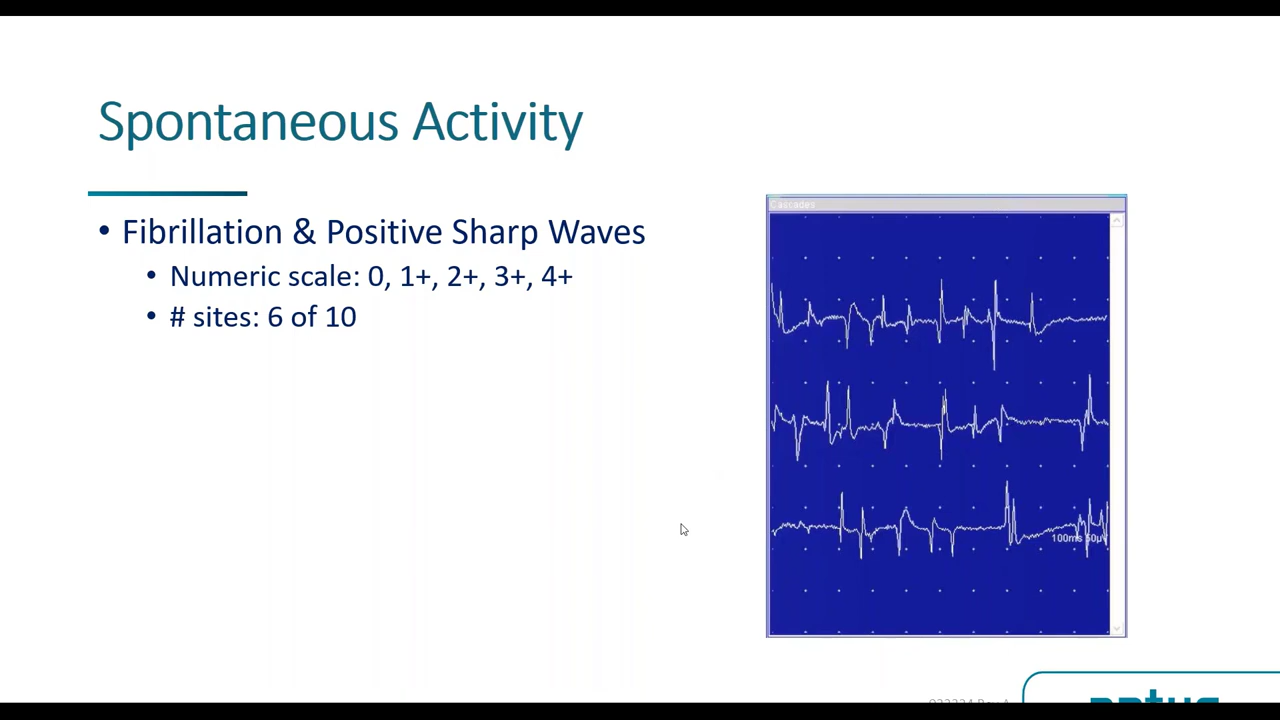 Spontaneous Activity
• Fibrillation & Positive Sharp Waves
• Numeric scale: 0, 1+, 2+, 3+, 4+
• # sites: 6 of 10
Cascades
100ms 50µV